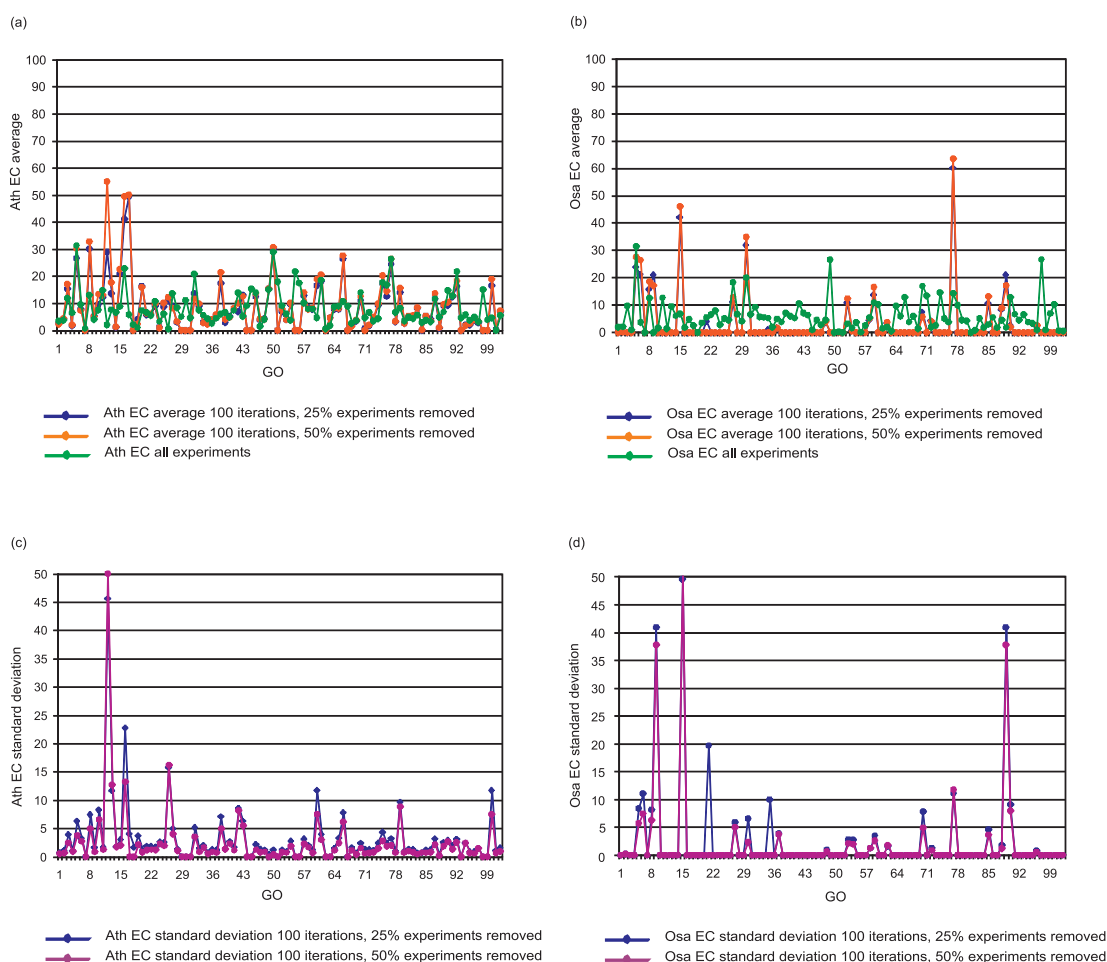 (a)
100
90
80
70
60
50
40
30
20
10
0
Ath EC average
1 8 15 22 29 36 43 50 57 64 71 78 85 92 99
GO
Ath EC average 100 iterations, 25% experiments removed
Ath EC average 100 iterations, 50% experiments removed
Ath EC all experiments
(b)
100
90
80
70
60
50
40
30
20
10
0
Osa EC average
1 8 15 22 29 36 43 50 57 64 71 78 85 92 99
GO
Osa EC average 100 iterations, 25% experiments removed
Osa EC average 100 iterations, 50% experiments removed
Osa EC all experiments
(c)
50
45
40
35
30
25
20
15
10
5
0
Ath EC standard deviation
1 8 15 22 29 36 43 50 57 64 71 78 85 92 99
GO
Ath EC standard deviation 100 iterations, 25% experiments removed
Ath EC standard deviation 100 iterations, 50% experiments removed
(d)
50
45
40
35
30
25
20
15
10
5
0
Osa EC standard deviation
1 8 15 22 29 36 43 50 57 64 71 78 85 92 99
GO
Osa EC standard deviation 100 iterations, 25% experiments removed
Osa EC standard deviation 100 iterations, 50% experiments removed